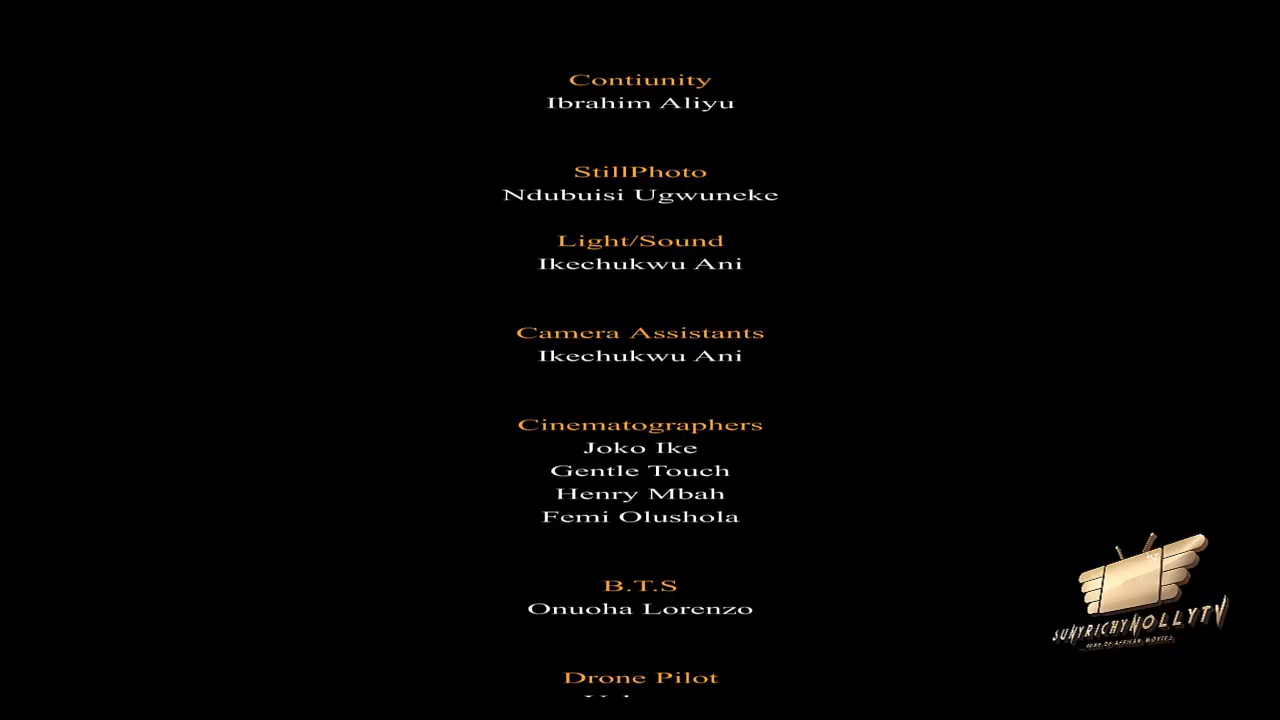 Contiunity
Ibrahim Aliyu
StillPhoto
Ndubuisi Ugwuneke
Light/Sound
Ikechukwu Ani
Camera Assistants
Ikechukwu Ani
Cinematographers
Joko Ike
Gentle Touch
Henry Mbah
Femi Olushola
B.T.S
Onuoha Lorenzo
Drone Pilot
SUNYRICHYNOLLYTV